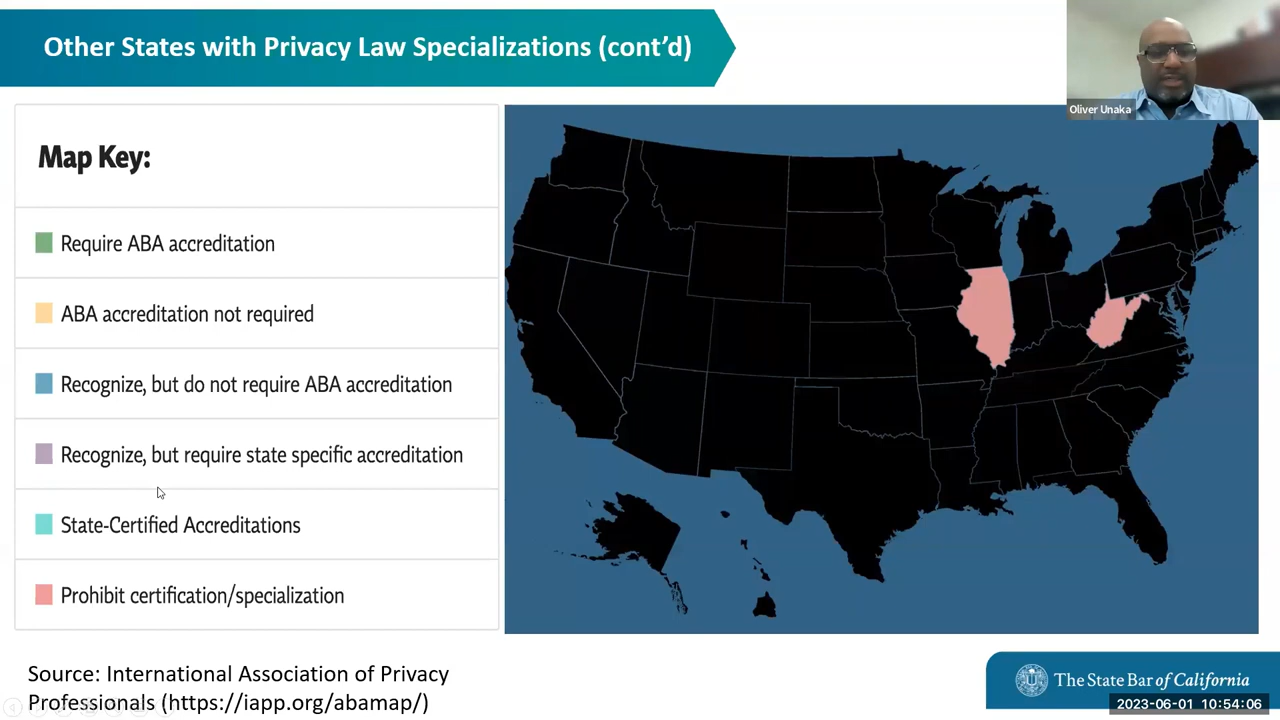 Other States with Privacy Law Specializations (cont’d)
Oliver Unaka
Map Key:
Require ABA accreditation
ABA accreditation not required
Recognize, but do not require ABA accreditation
Recognize, but require state specific accreditation
State-Certified Accreditations
Prohibit certification/specialization
Source: International Association of Privacy
Professionals (https://iapp.org/abamap/)
The State Bar of California
2023-06-01 10:54:06